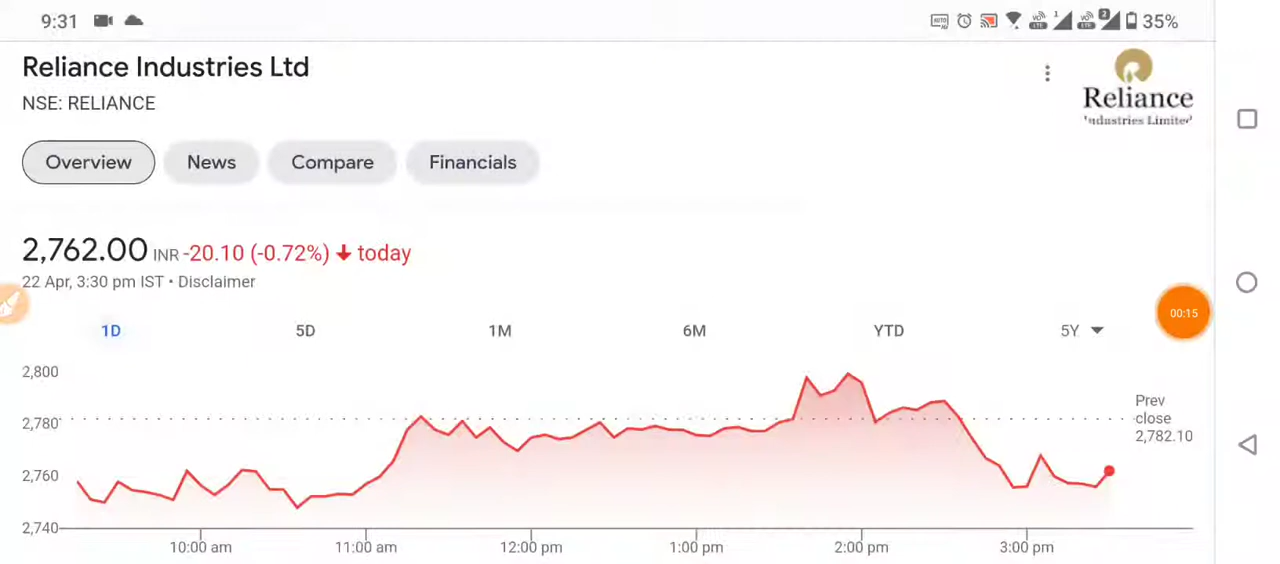 9:31
35%
Reliance Industries Ltd
NSE: RELIANCE
Reliance
Industries Limited
Overview
News
Compare
Financials
2,762.00 INR -20.10 (-0.72%) ↓ today
22 Apr, 3:30 pm IST • Disclaimer
00:15
1D 5D 1M 6M YTD 5Y
2,800
2,780
2,760
2,740
Prev
close
2,782.10
10:00 am 11:00 am 12:00 pm 1:00 pm 2:00 pm 3:00 pm